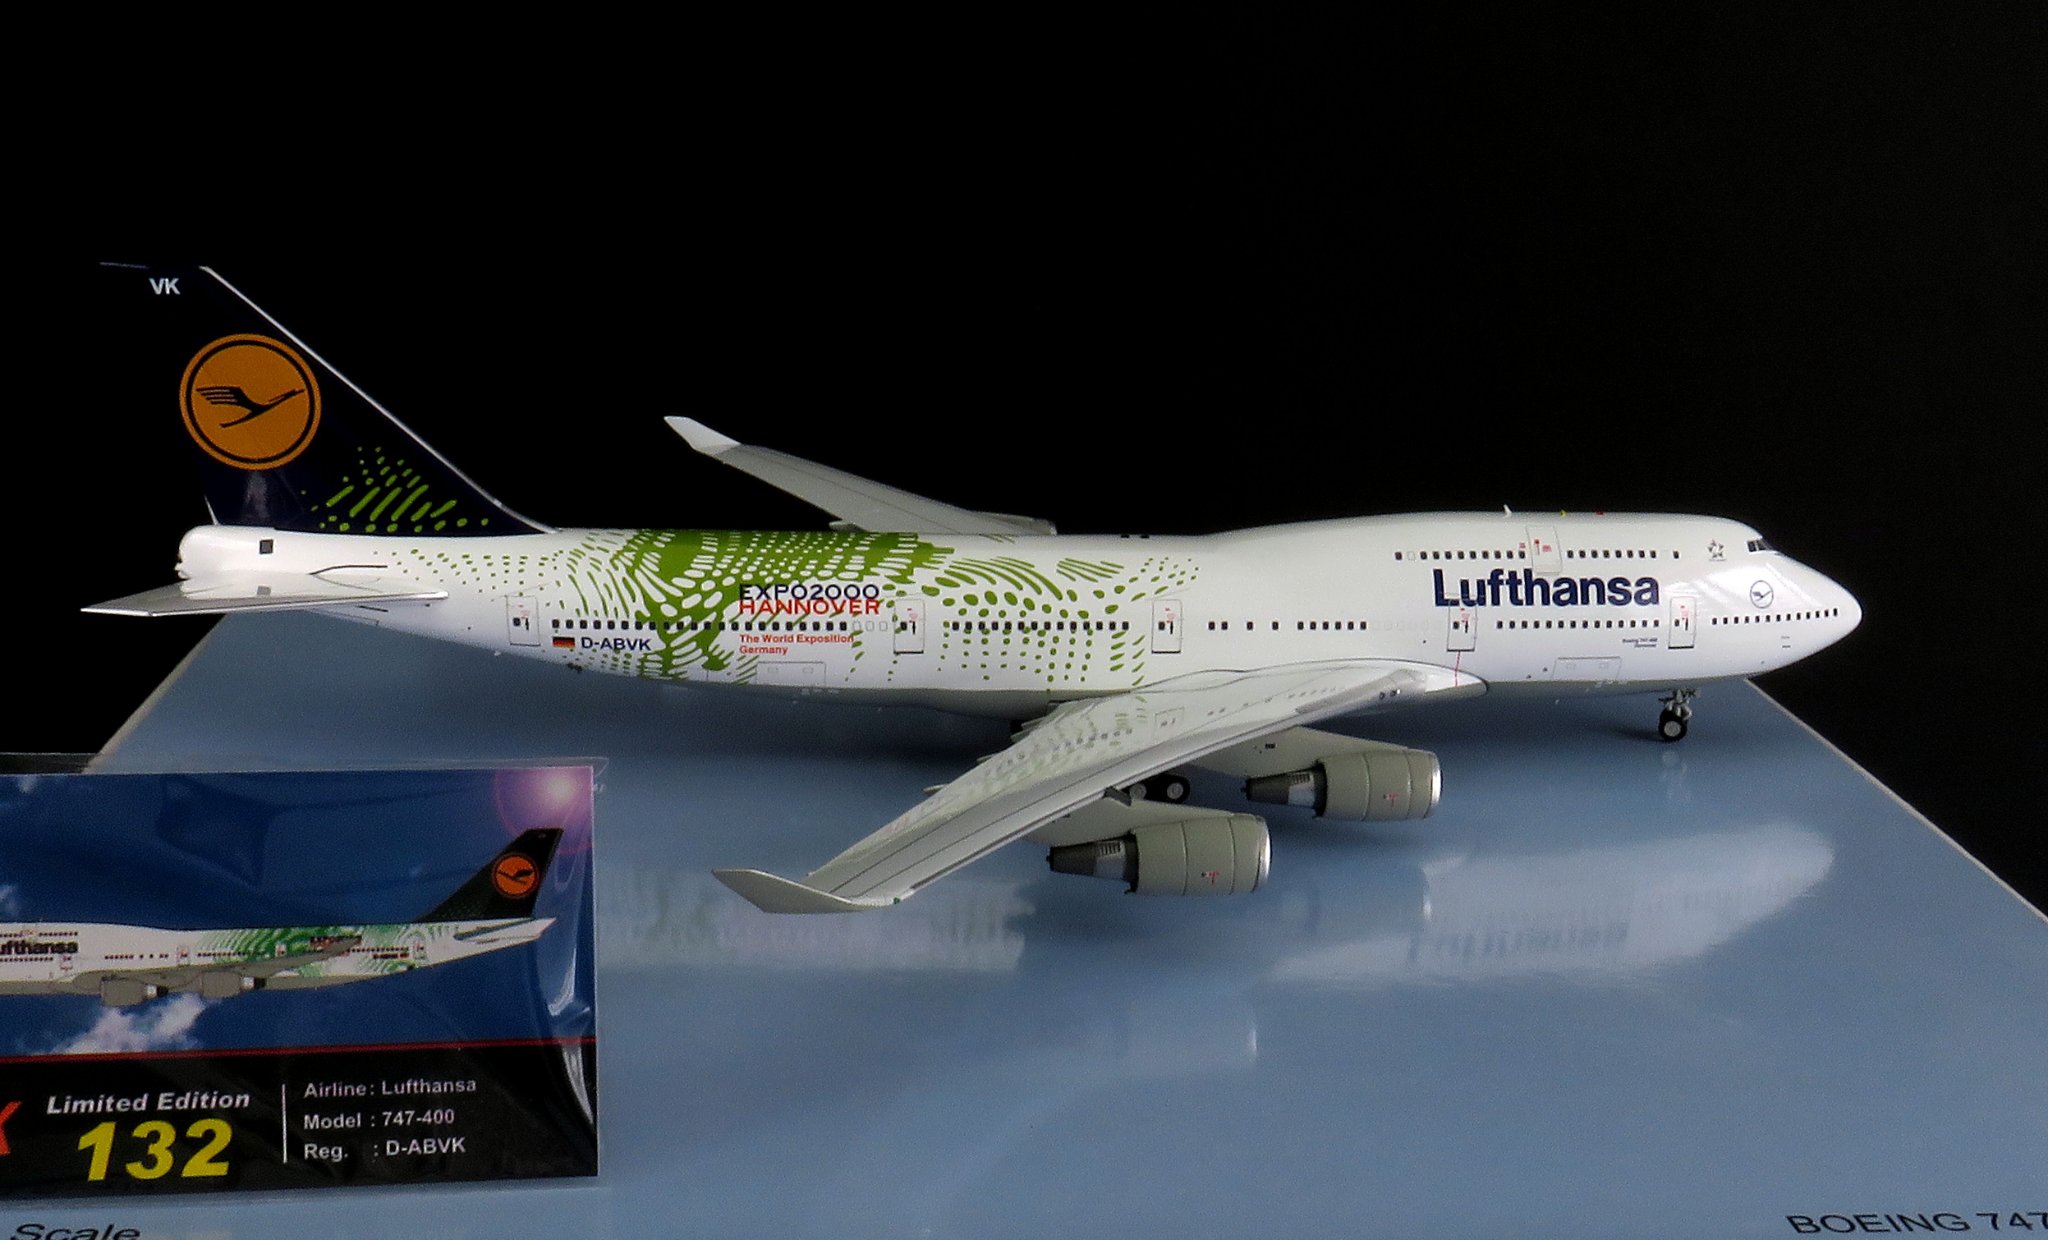 VK
EXPO2000
HANNOVER
The World Exposition
Germany
D-ABVK
Lufthansa
ufthansa
Limited Edition
132
Airline: Lufthansa
Model : 747-400
Reg. : D-ABVK
Scale
BOEING 747